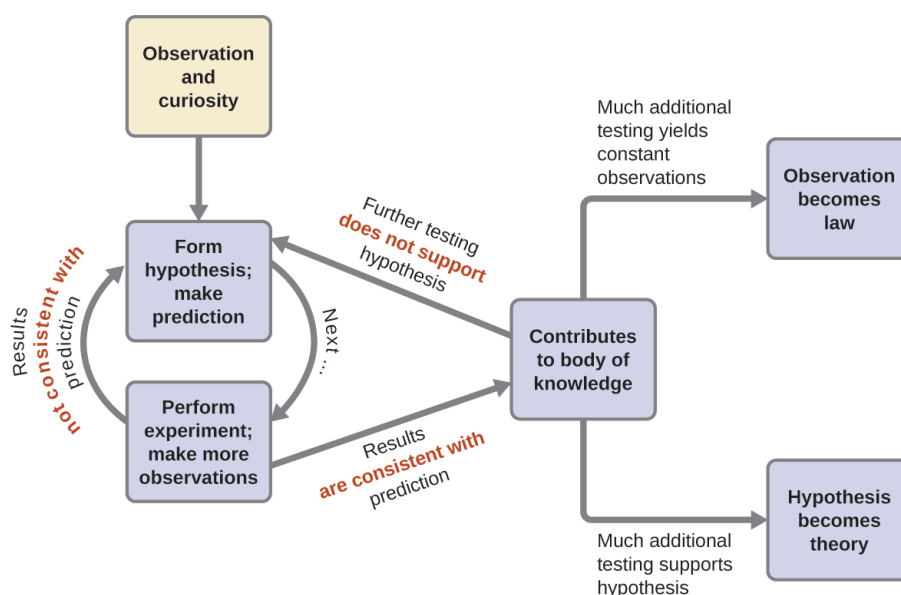 Observation
and
curiosity
Form
hypothesis;
make
prediction
Results
not consistent with
prediction
Next ...
Perform
experiment;
make more
observations
Further testing
does not support
hypothesis
Results
are consistent with
prediction
Contributes
to body of
knowledge
Much additional
testing yields
constant
observations
Observation
becomes
law
Much additional
testing supports
hypothesis
Hypothesis
becomes
theory